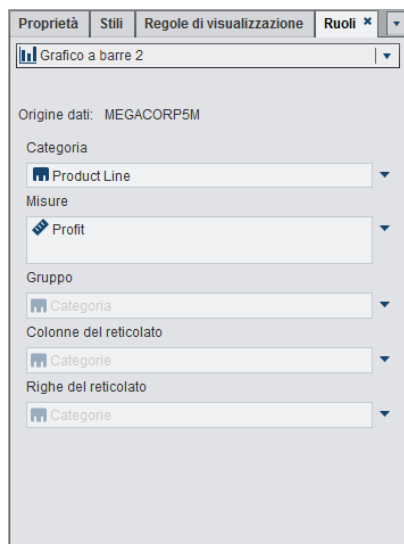 Proprietà Stili Regole di visualizzazione Ruoli ×
Grafico a barre 2
Origine dati: MEGACORP5M
Categoria
Product Line
Misure
Profit
Gruppo
Categoria
Colonne del reticolato
Categorie
Righe del reticolato
Categorie